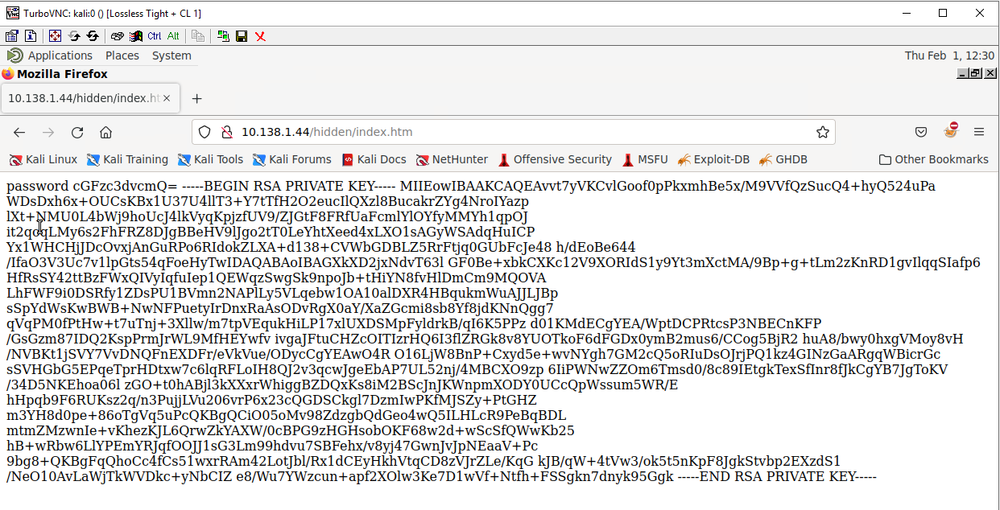 TurboVNC: kali:0 () [Lossless Tight + CL 1]
Ctrl Alt
Applications Places System Thu Feb 1, 12:30
Mozilla Firefox
10.138.1.44/hidden/index.ht
10.138.1.44/hidden/index.htm
Kali Linux Kali Training Kali Tools Kali Forums Kali Docs NetHunter Offensive Security MSFU Exploit-DB GHDB Other Bookmarks
password cGFzc3dvcmQ= -----BEGIN RSA PRIVATE KEY----- MIIEowIBAAKCAQEAvvt7yVKCvlGoof0pPkxmhBe5x/M9VVfQzSucQ4+hyQ524uPa
WDsDxh6x+OUCsKBx1U37U4llT3+Y7tTfH2O2eucIlQXzl8BucakrZYg4NroIYazp
lXt+NMU0L4bWj9hoUcJ4lkVyqKpjzfUV9/ZJGtF8FRfUaFcmlYlOYfyMMYh1qpOJ
it2qcqLMy6s2FhFRZ8DJgBBeHV9lJgo2tT0LeYhtXeed4xLXO1sAGyWSAdqHuICP
Yx1WHCHjJJDcOvxjAnGuRPo6RIdokZLXA+d138+CVWbGDBLZ5RrFtjq0GUbFcJe48 h/dEoBe644
/IfaO3V3Uc7v1lpGts54qFoeHyTwIDAQABAoIBAGXkXD2jxNdvT63l GF0Be+xbkCXKc12V9XORIdS1y9Yt3mXctMA/9Bp+g+tLm2zKnRD1gvIlqqSIafp6
HfRsSY42ttBzFWxQIVyIqfuIep1QEWqzSwgSk9npoJb+tHiYN8fvHlDmCm9MQOVA
LhFWF9i0DSRfy1ZDsPU1BVmn2NAPlLy5VLqebw1OA10alDXR4HBqukmWuAJJLJBp
sSpYdWsKwBWB+NwNFPuetyIrDnxRaAsODvRgX0aY/XaZGcmi8sb8Yf8jdKNnQgg7
qVqPM0fPtHw+t7uTnj+3Xllw/m7tpVEqukHiLP17xlUXDSMpFyldrkB/qI6K5PPz d01KMdECgYEA/WptDCPRtcsP3NBECnKFP
/GsGzm87IDQ2KspPrmJrWL9MfHEYwfv ivgaJFtuCHZcOITIzrHQ6I3flZRGk8v8YUOTkoF6dFGDx0ymB2mus6/CCog5BjR2 huA8/bwy0hxgVMoy8vH
/NVBKt1jSVY7VvDNQFnEXDFr/eVkVue/ODycCgYEAwO4R O16LjW8BnP+Cxyd5e+wvNYgh7GM2cQ5oRIuDsOJrjPQ1kz4GINzGaARgqWBicrGc
sSVHGbG5EPqeTprHDtxw7c6lqRFLoIH8QJ2v3qcwJgeEbAP7UL52nj/4MBCXO9zp 6IiPWNwZZOm6Tmsd0/8c89IEtgkTexSfInr8fJkCgYB7JgToKV
/34D5NKEhoa06l zGO+t0hABjl3kXXxrWhiggBZDQxKs8iM2BScJnJKWnpmXODY0UCcQpWssum5WR/E
hHpqb9F6RUKsz2q/n3PujjLVu206vrP6x23cQGDSCkgl7DzmIwPKfMJSZy+PtGHZ
m3YH8d0pe+86oTgVq5uPcQKBgQCiO05oMv98ZdzgbQdGeo4wQ5ILHLcR9PeBqBDL
mtmZMzwnIe+vKhezKJL6QrwZkYAXW/0cBPG9zHGHsobOKF68w2d+wScSfQWwKb25
hB+wRbw6LlYPEmYRJqfOOJJ1sG3Lm99hdvu7SBFehx/v8yj47GwnJvJpNEaaV+Pc
9bg8+QKBgFqQhoCc4fCs51wxrRAm42LotJbl/Rx1dCEyHkhVtqCD8zVJrZLe/KqG kJB/qW+4tVw3/ok5t5nKpF8JgkStvbp2EXzdS1
/NeO10AvLaWjTkWVDkc+yNbCIZ e8/Wu7YWzcun+apf2XOlw3Ke7D1wVf+Ntfh+FSSgkn7dnyk95Ggk -----END RSA PRIVATE KEY-----